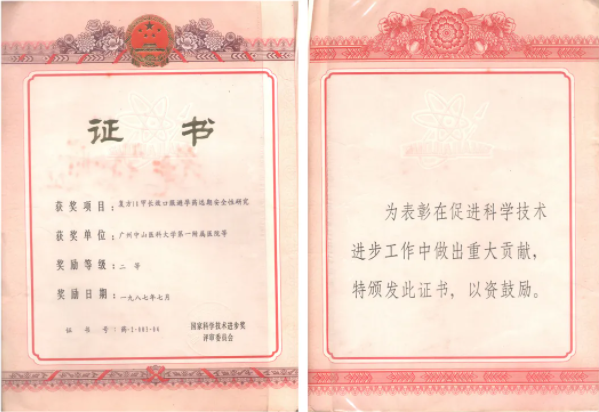 证 书
获奖项目：复方18甲长效口服避孕药远期安全性研究
获奖单位：广州中山医科大学第一附属医院等
奖励等级：二 等
奖励日期：一九八七年七月
证 书 号：
国家科学技术进步奖
评审委员会
为表彰在促进科学技术
进步工作中做出重大贡献，
特颁发此证书，以资鼓励。